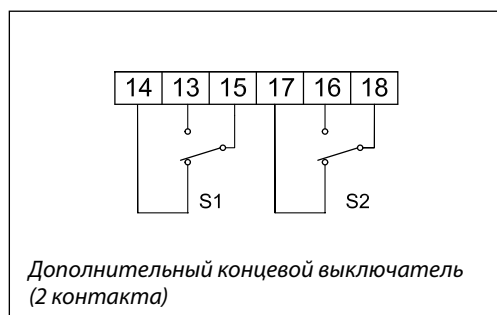 14 13 15 17 16 18
S1 S2
Дополнительный концевой выключатель
(2 контакта)